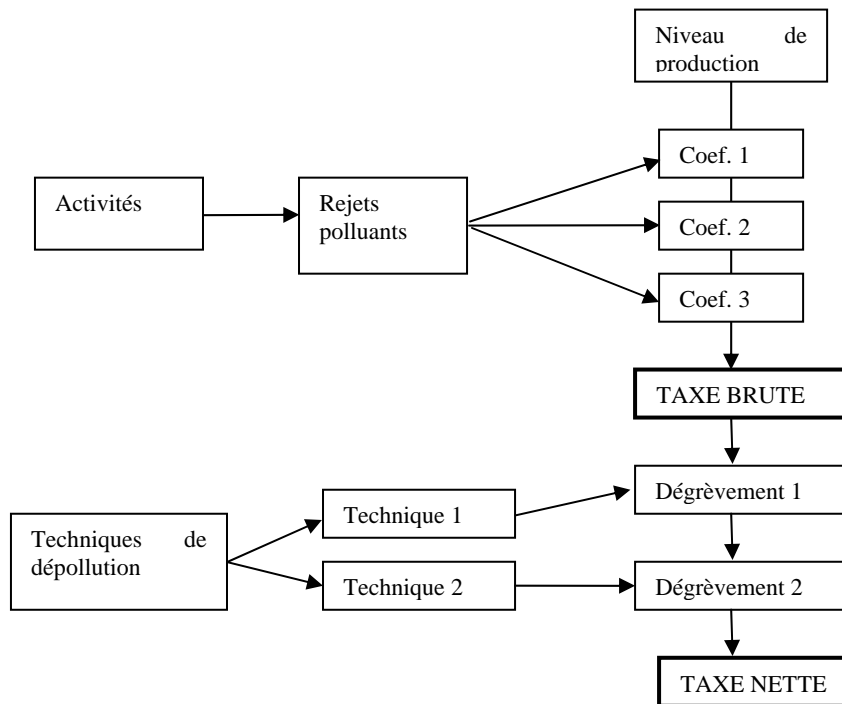 Niveau de
production
Coef. 1
Activités
Rejets
polluants
Coef. 2
Coef. 3
TAXE BRUTE
Dégrèvement 1
Technique 1
Techniques de
dépollution
Technique 2
Dégrèvement 2
TAXE NETTE